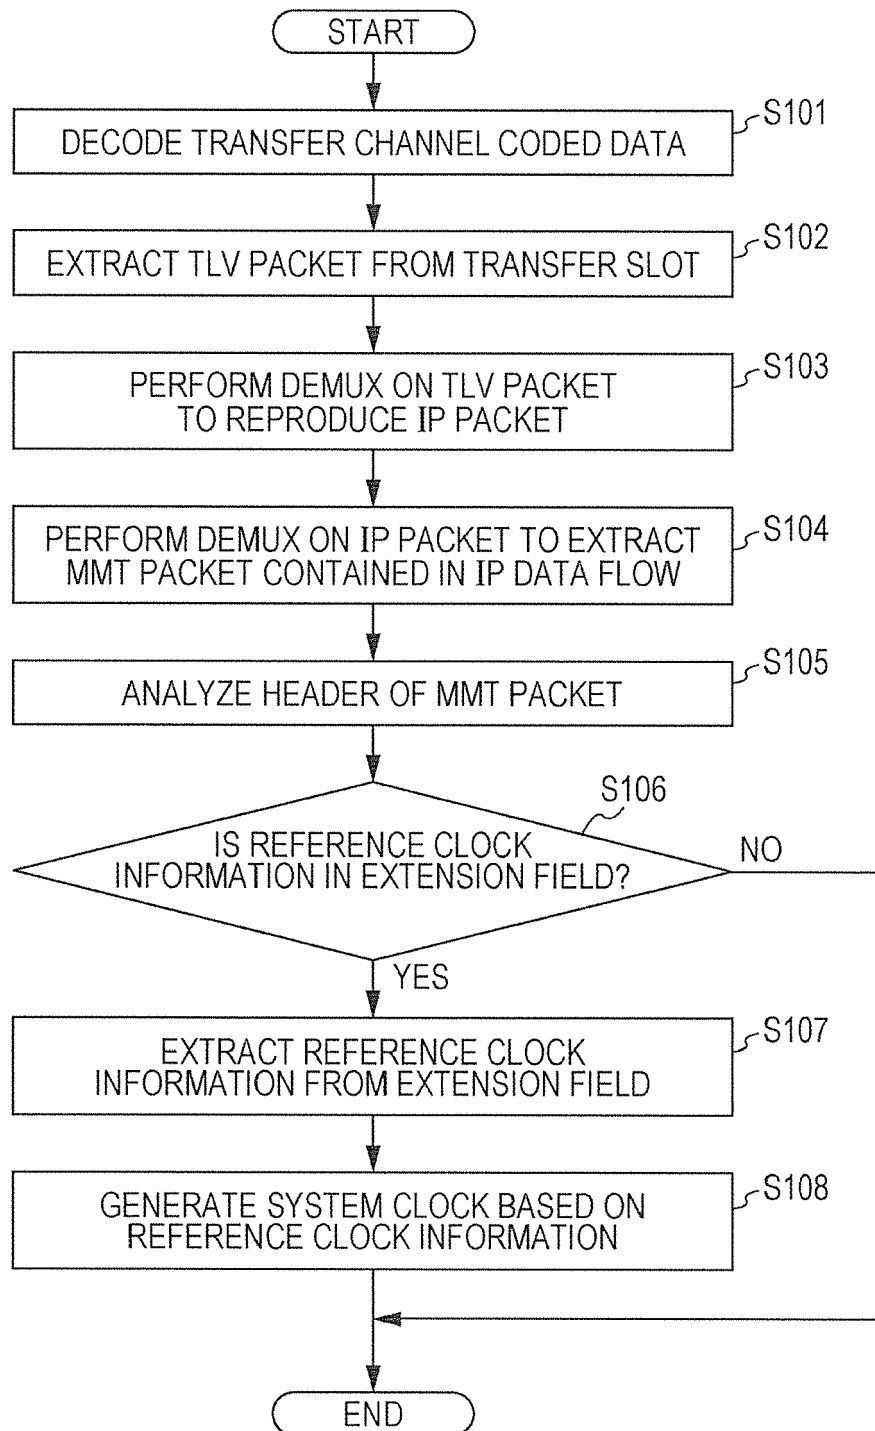 START
S101
DECODE TRANSFER CHANNEL CODED DATA
S102
EXTRACT TLV PACKET FROM TRANSFER SLOT
S103
PERFORM DEMUX ON TLV PACKET
TO REPRODUCE IP PACKET
S104
PERFORM DEMUX ON IP PACKET TO EXTRACT
MMT PACKET CONTAINED IN IP DATA FLOW
S105
ANALYZE HEADER OF MMT PACKET
S106
IS REFERENCE CLOCK
INFORMATION IN EXTENSION FIELD?
NO
YES
S107
EXTRACT REFERENCE CLOCK
INFORMATION FROM EXTENSION FIELD
S108
GENERATE SYSTEM CLOCK BASED ON
REFERENCE CLOCK INFORMATION
END